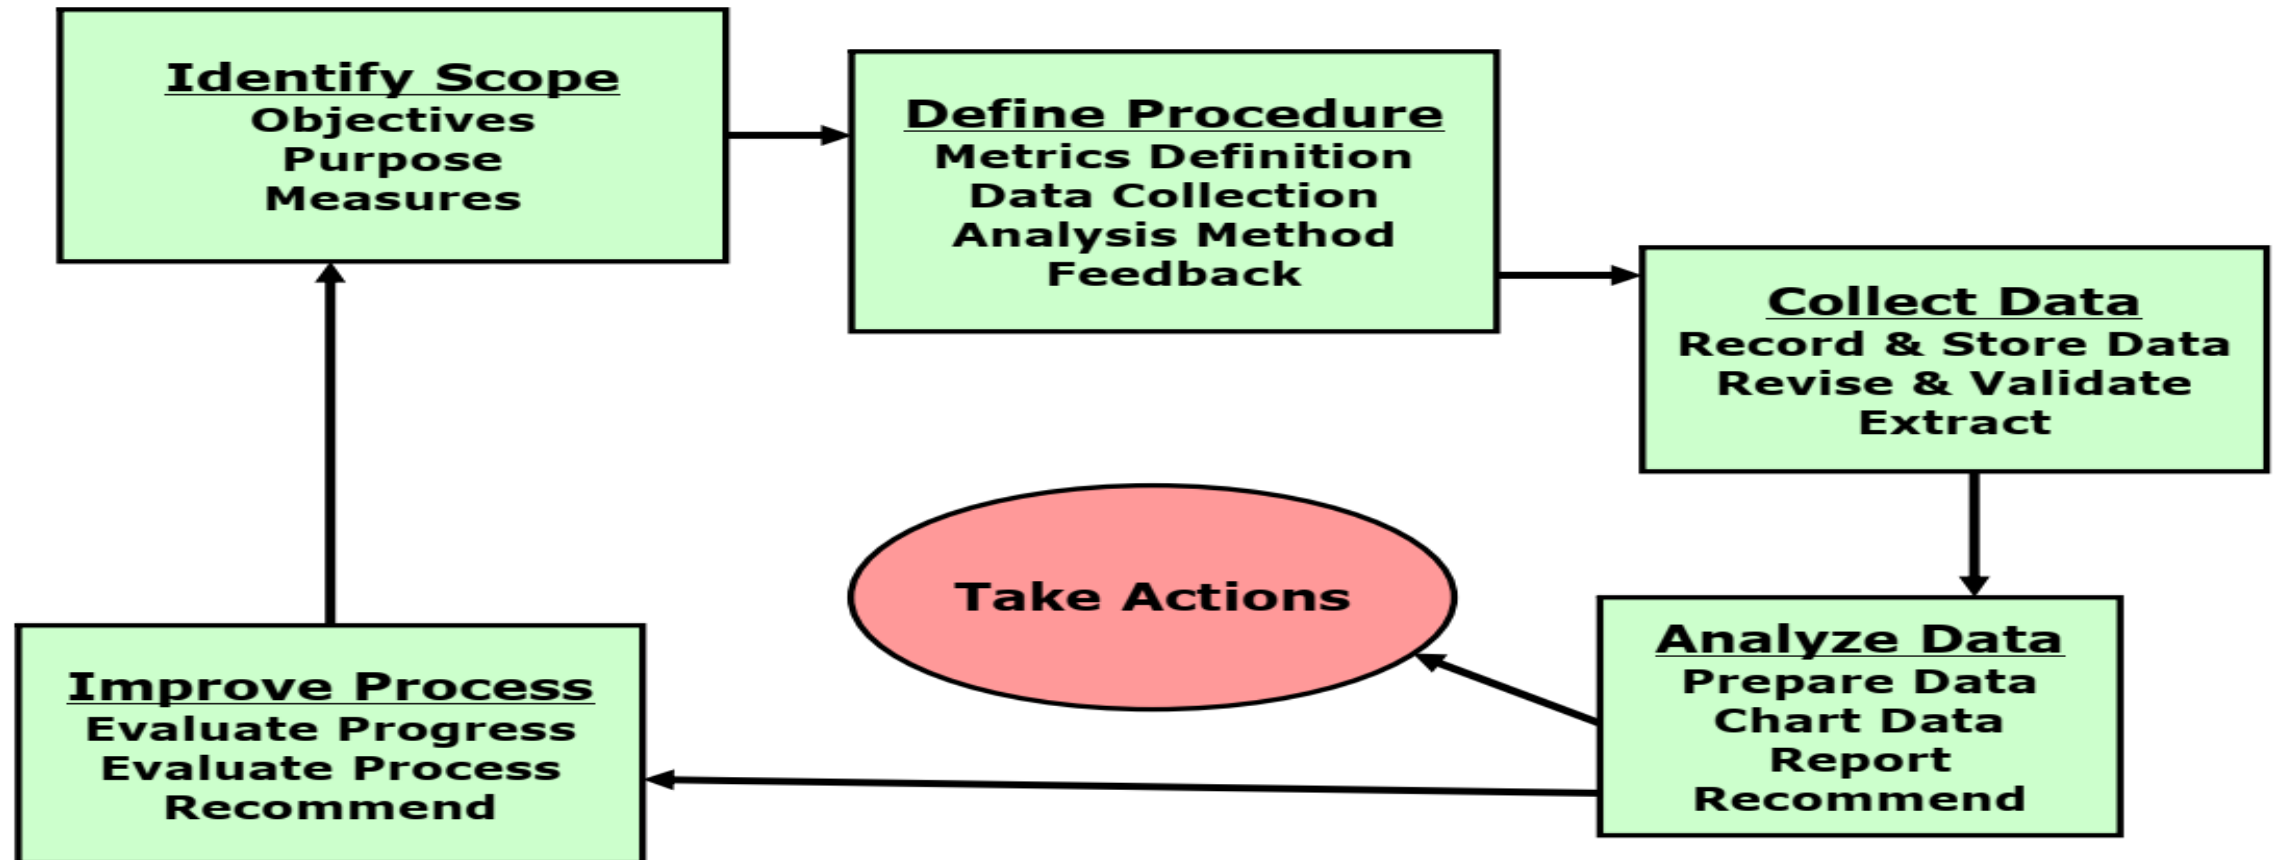 Identify Scope
Objectives
Purpose
Measures
Define Procedure
Metrics Definition
Data Collection
Analysis Method
Feedback
Collect Data
Record & Store Data
Revise & Validate
Extract
Take Actions
Analyze Data
Prepare Data
Chart Data
Report
Recommend
Improve Process
Evaluate Progress
Evaluate Process
Recommend